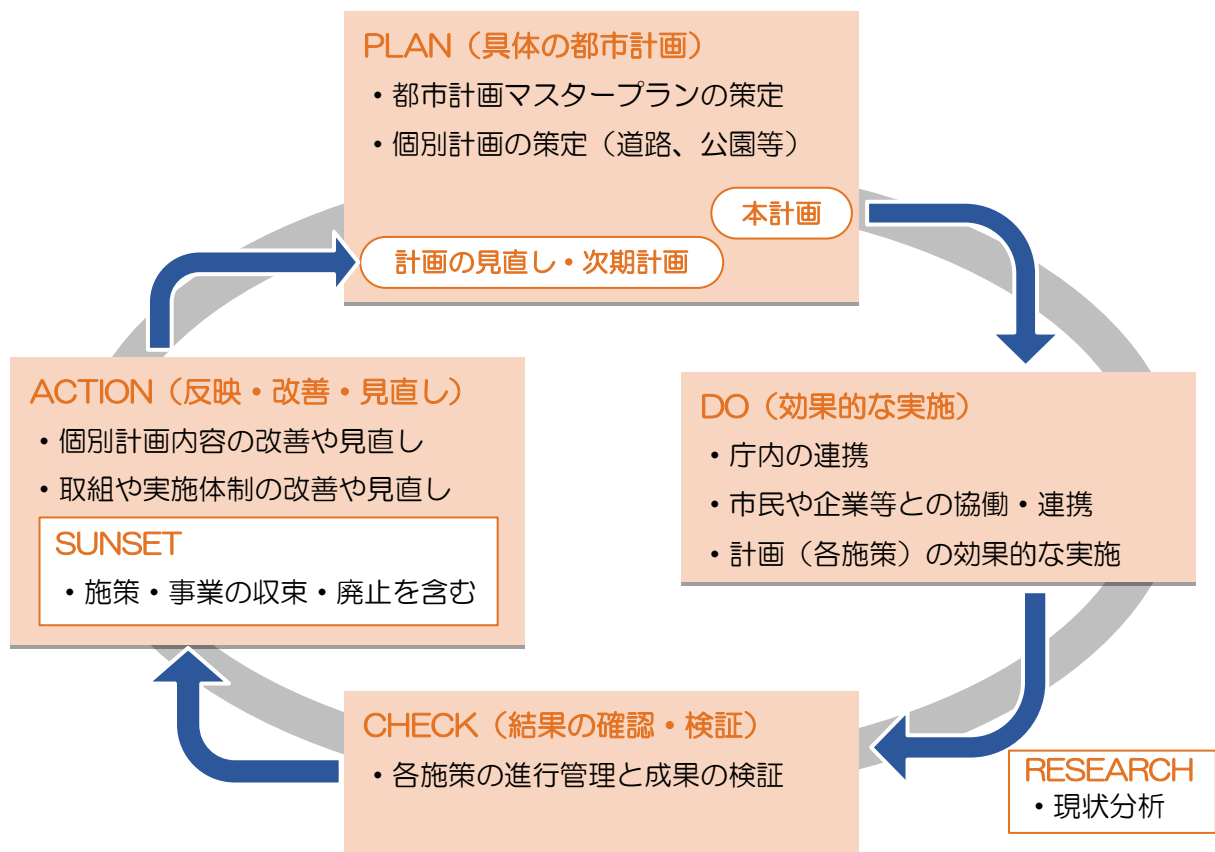 PLAN（具体の都市計画）
・都市計画マスタープランの策定
・個別計画の策定（道路、公園等）
本計画
計画の見直し・次期計画
DO（効果的な実施）
・庁内の連携
・市民や企業等との協働・連携
・計画（各施策）の効果的な実施
CHECK（結果の確認・検証）
・各施策の進行管理と成果の検証
RESEARCH
・現状分析
ACTION（反映・改善・見直し）
・個別計画内容の改善や見直し
・取組や実施体制の改善や見直し
SUNSET
・施策・事業の収束・廃止を含む